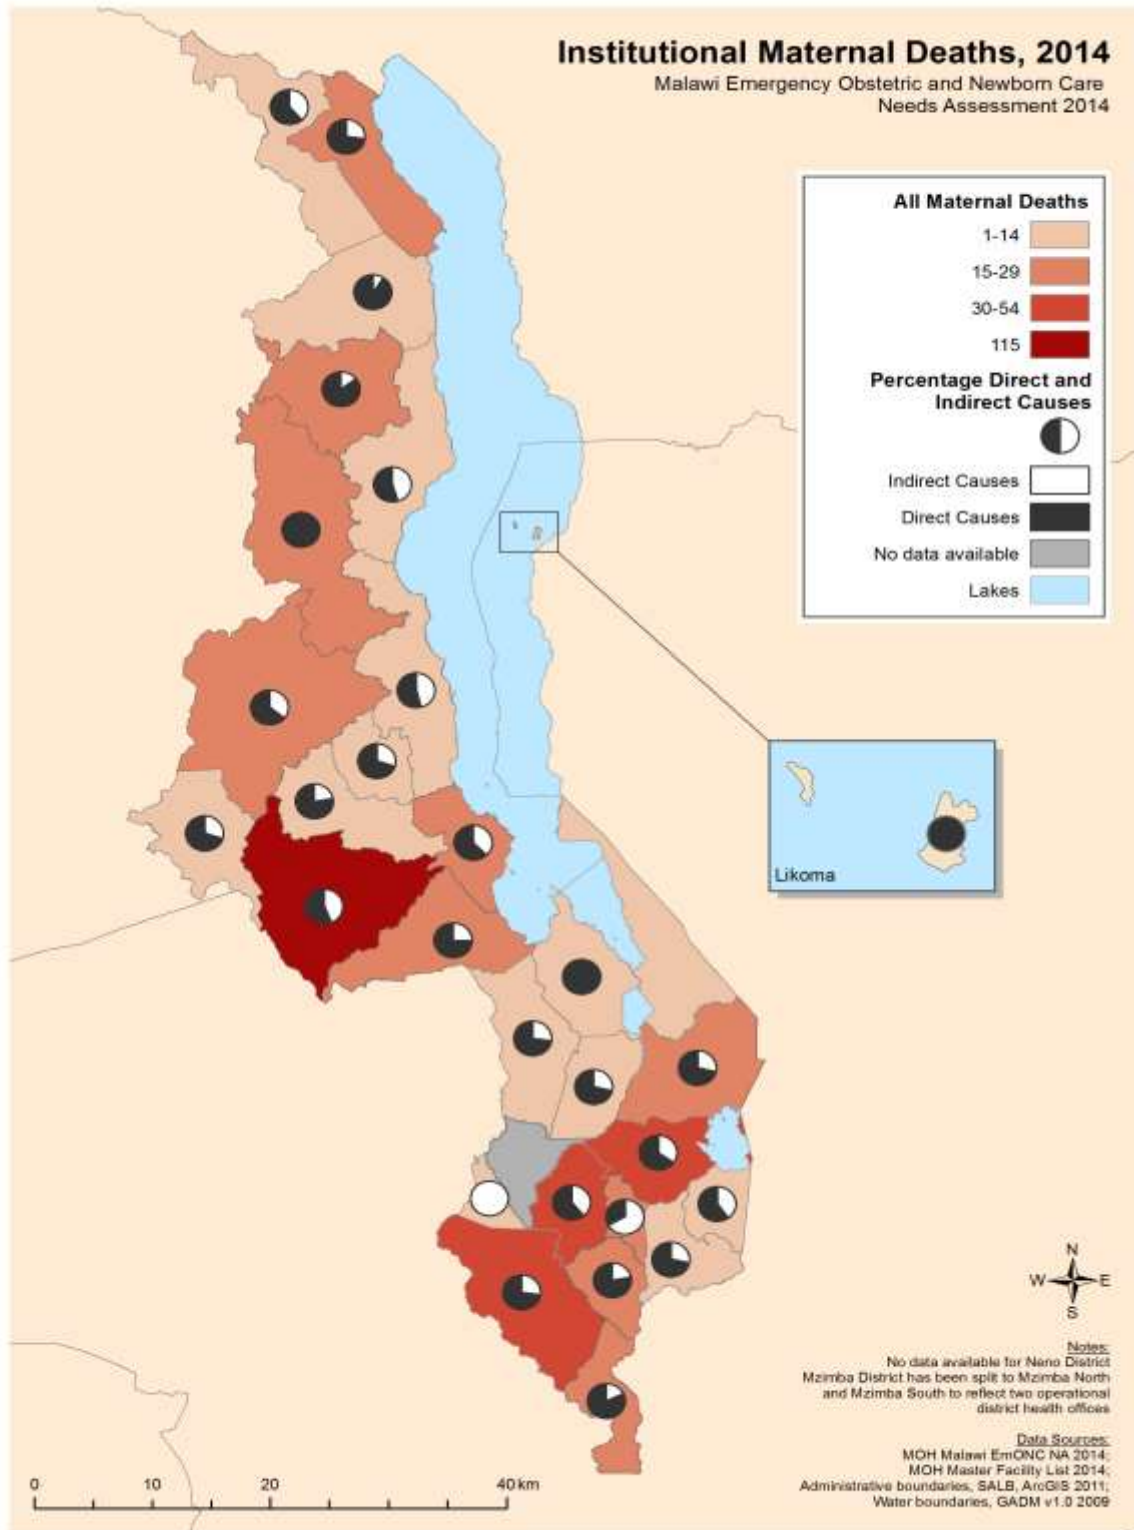 Institutional Maternal Deaths, 2014
Malawi Emergency Obstetric and Newborn Care
Needs Assessment 2014
All Maternal Deaths
1-14
15-29
30-54
115
Percentage Direct and
Indirect Causes
Indirect Causes
Direct Causes
No data available
Lakes
Likoma
N
W E
S
Notes:
No data available for Neno District
Mzimba District has been split to Mzimba North
and Mzimba South to reflect two operational
district health offices
Data Sources:
MOH Malawi EmONC NA 2014;
MOH Master Facility List 2014;
Administrative boundaries, SALB, ArcGIS 2011;
Water boundaries, GADM v1.0 2009
0 10 20 40 km